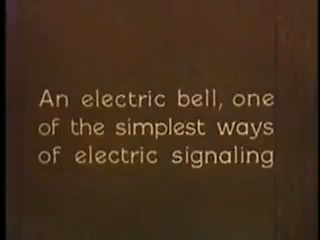 An electric bell, one
of the simplest ways
of electric signaling